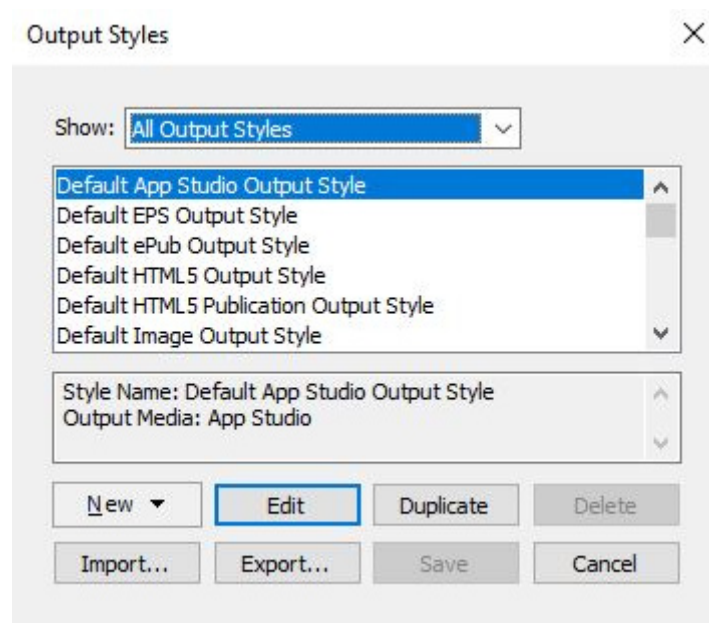 Output Styles
Show: All Output Styles
Default App Studio Output Style
Default EPS Output Style
Default ePub Output Style
Default HTML5 Output Style
Default HTML5 Publication Output Style
Default Image Output Style
Style Name: Default App Studio Output Style
Output Media: App Studio
New Edit Duplicate Delete
Import... Export... Save Cancel